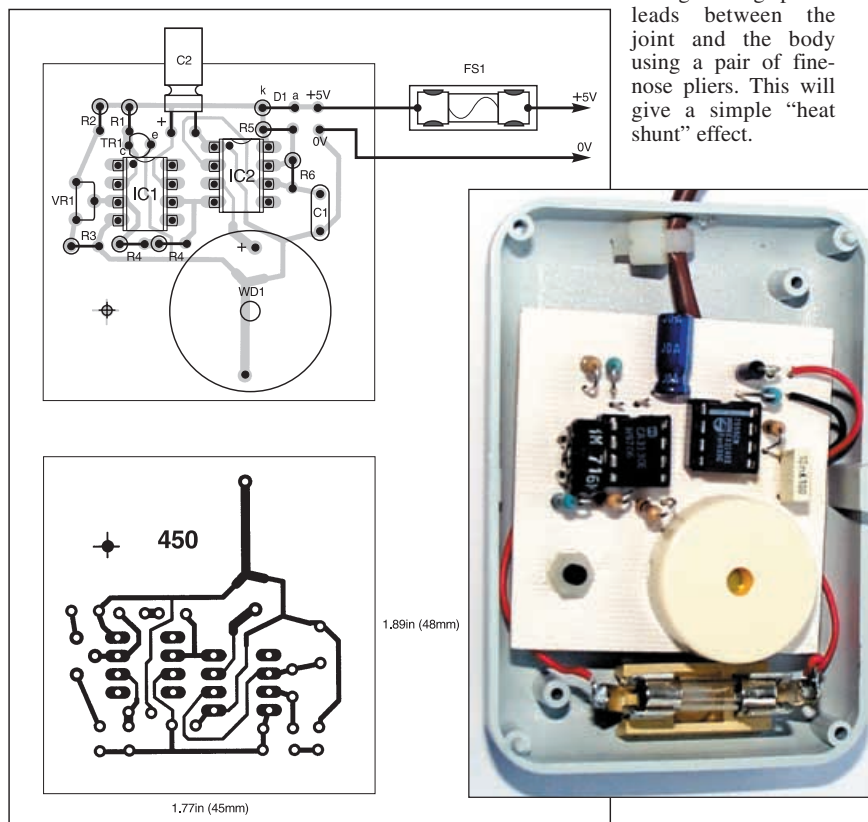 leads between the
joint and the body
using a pair of fine-
nose pliers. This will
give a simple “heat
shunt” effect.
C2
FS1
k D1 a +5V
+5V
R2 R1
+
R5
0V
0V
TR1 e
c
IC1
IC2
R6
VR1
C1
R3
R4 R4
+
WD1
450
1.89in (48mm)
1.77in (45mm)